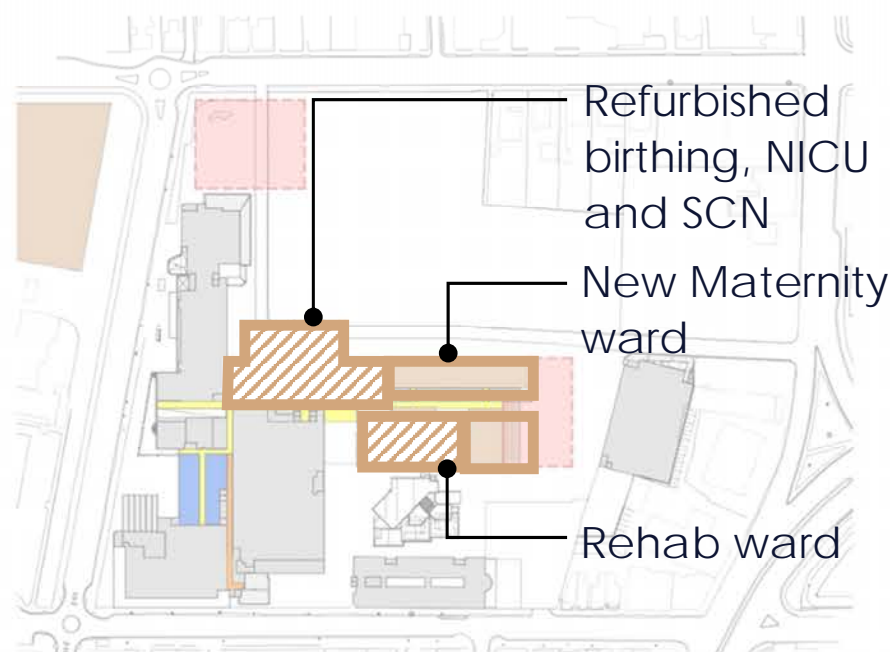 Refurbished
birthing, NICU
and SCN
New Maternity
ward
Rehab ward